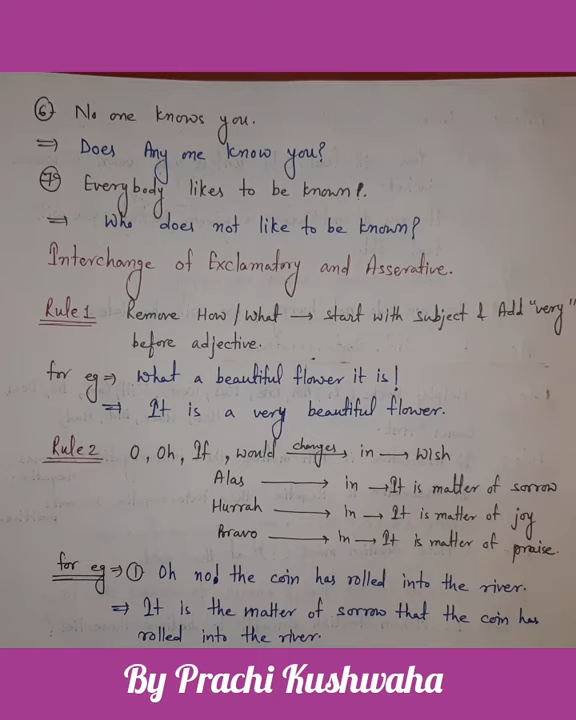 ⑥ No one knows you.
⇒ Does Any one know you?
⑦ Everybody likes to be known?.
⇒ Who does not like to be known?
Interchange of Exclamatory and Asserative.
Rule 1 Remove How / What → start with subject & Add "very"
before adjective.
for eg ⇒ What a beautiful flower it is!
⇒ It is a very beautiful flower.
Rule 2 O, Oh, If, would changes → in → Wish
Alas → in → It is matter of sorrow
Hurrah → In → It is matter of joy
Bravo → In → It is matter of praise.
for eg ⇒ ① Oh no! the coin has rolled into the river.
⇒ It is the matter of sorrow that the coin has
rolled into the river.
By Prachi Kushwaha